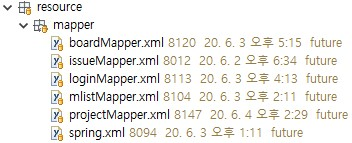 resource
mapper
boardMapper.xml 8120 20. 6. 3 오후 5:15 future
issueMapper.xml 8012 20. 6. 2 오후 6:34 future
loginMapper.xml 8113 20. 6. 3 오후 4:13 future
mlistMapper.xml 8104 20. 6. 3 오후 2:11 future
projectMapper.xml 8147 20. 6. 4 오후 2:29 future
spring.xml 8094 20. 6. 3 오후 1:11 future